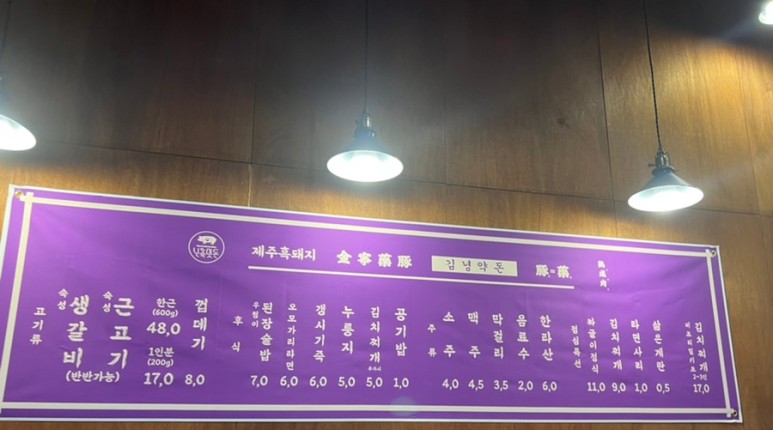 제주흑돼지 金寧藥豚 김녕약돈 豚=藥,
고기류
숙성 생갈비
숙성 근고기
(반반가능)
한근
(600g)
48,0
1인분
(200g)
17,0
껍데기
8,0
후식
우렁이 된장술밥
7,0
오므가리라면
6,0
갱시기죽
6,0
누룽지
5,0
김치찌개
5,0
공기밥
1,0
주류
소주
4,0
맥주
4,5
막걸리
3,5
음료수
2,0
한라산
6,0
점심특선
11,0
김치찌개
9,0
라면사리
1,0
삶은계란
0,5
김치찌개
2~3인
17,0